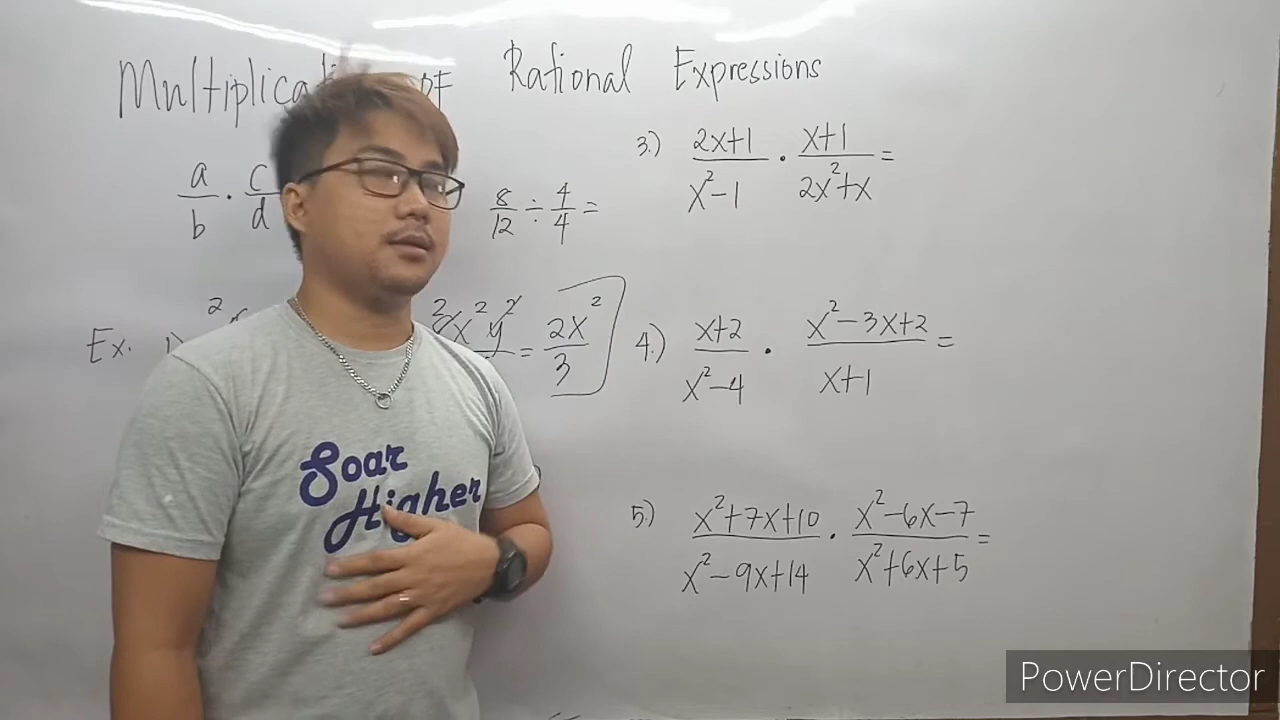 of Rational Expressions
a/b · c/d
8/12 ÷ 4/4 =
Ex.
= 2x²/3
3.) 2x+1/x²-1 · x+1/2x²+x =
4.) x+2/x²-4 · x²-3x+2/x+1 =
5.) x²+7x+10/x²-9x+14 · x²-6x-7/x²+6x+5 =
Soar
Higher
PowerDirector